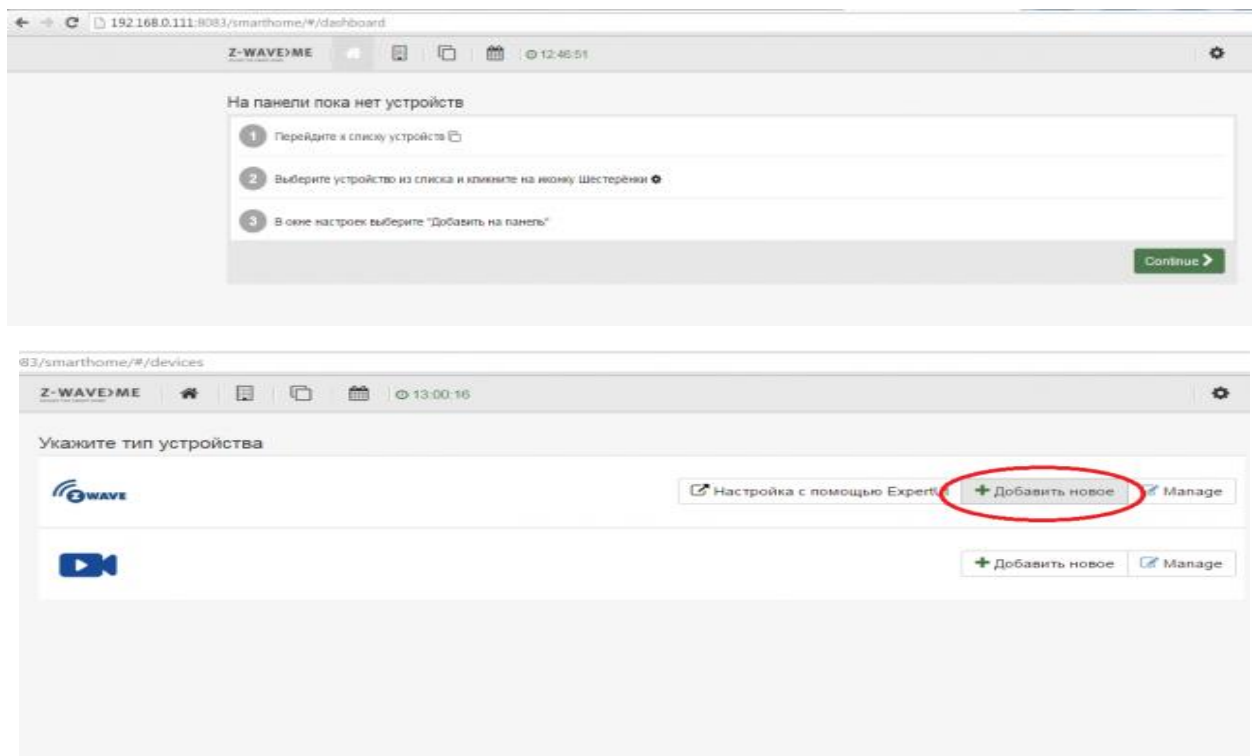 192.168.0.111:8083/smarthome/#/dashboard
Z-WAVE>ME 12:46:51
На панели пока нет устройств
1 Перейдите к списку устройств
2 Выберите устройство из списка и кликните на иконку Шестерёнки
3 В окне настроек выберите "Добавить на панель"
Continue
83/smarthome/#/devices
Z-WAVE>ME 13:00:16
Укажите тип устройства
Z WAVE Настройка с помощью Expert Добавить новое Manage
Добавить новое Manage